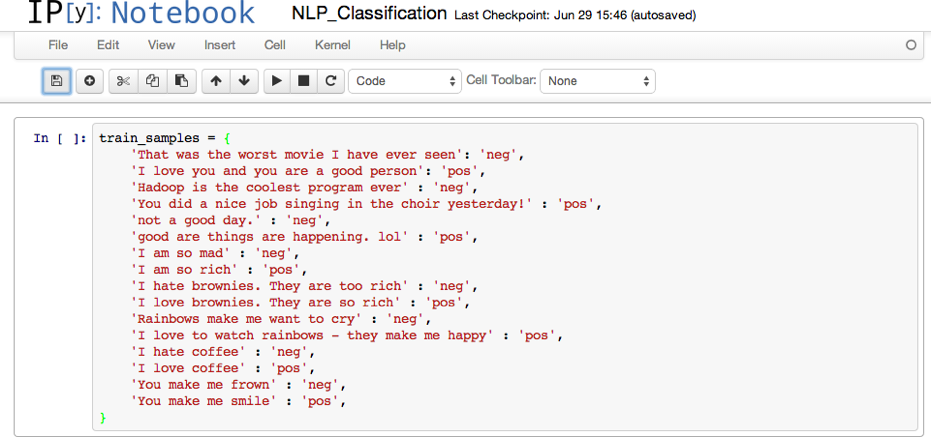 IP[y]: Notebook NLP_Classification Last Checkpoint: Jun 29 15:46 (autosaved)
File Edit View Insert Cell Kernel Help
Code Cell Toolbar: None
In [ ]: train_samples = {
'That was the worst movie I have ever seen': 'neg',
'I love you and you are a good person': 'pos',
'Hadoop is the coolest program ever' : 'neg',
'You did a nice job singing in the choir yesterday!' : 'pos',
'not a good day.' : 'neg',
'good are things are happening. lol' : 'pos',
'I am so mad' : 'neg',
'I am so rich' : 'pos',
'I hate brownies. They are too rich' : 'neg',
'I love brownies. They are so rich' : 'pos',
'Rainbows make me want to cry' : 'neg',
'I love to watch rainbows - they make me happy' : 'pos',
'I hate coffee' : 'neg',
'I love coffee' : 'pos',
'You make me frown' : 'neg',
'You make me smile' : 'pos',
}